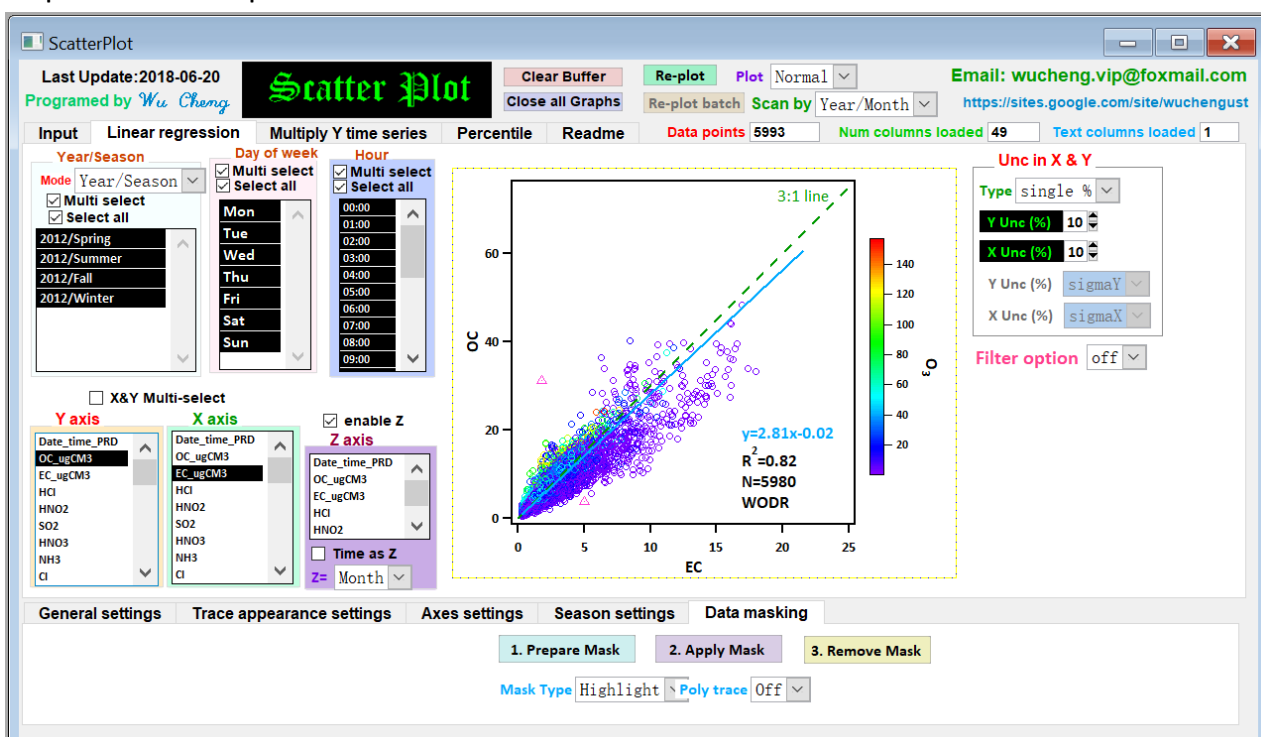 ScatterPlot
Last Update:2018-06-20
Programed by Wu Cheng
Scatter Plot
Clear Buffer
Close all Graphs
Re-plot
Plot Normal
Re-plot batch Scan by Year/Month
Email: wucheng.vip@foxmail.com
https://sites.google.com/site/wuchengust
Input Linear regression Multiply Y time series Percentile Readme
Data points 5993 Num columns loaded 49 Text columns loaded 1
Year/Season
Mode Year/Season
Multi select
Select all
2012/Spring
2012/Summer
2012/Fall
2012/Winter
Day of week
Multi select
Select all
Mon
Tue
Wed
Thu
Fri
Sat
Sun
Hour
Multi select
Select all
00:00
01:00
02:00
03:00
04:00
05:00
06:00
07:00
08:00
09:00
X&Y Multi-select
Y axis
Date_time_PRD
OC_ugCM3
EC_ugCM3
HCl
HNO2
SO2
HNO3
NH3
Cl
X axis
Date_time_PRD
OC_ugCM3
EC_ugCM3
HCl
HNO2
SO2
HNO3
NH3
Cl
enable Z
Z axis
Date_time_PRD
OC_ugCM3
EC_ugCM3
HCl
HNO2
Time as Z
Z= Month
3:1 line
60
40
20
0
OC
0 5 10 15 20 25
EC
y=2.81x-0.02
R2=0.82
N=5980
WODR
140
120
100
80
60
40
20
O3
Unc in X & Y
Type single %
Y Unc (%) 10
X Unc (%) 10
Y Unc (%) sigmaY
X Unc (%) sigmaX
Filter option off
General settings Trace appearance settings Axes settings Season settings Data masking
1. Prepare Mask 2. Apply Mask 3. Remove Mask
Mask Type Highlight Poly trace Off